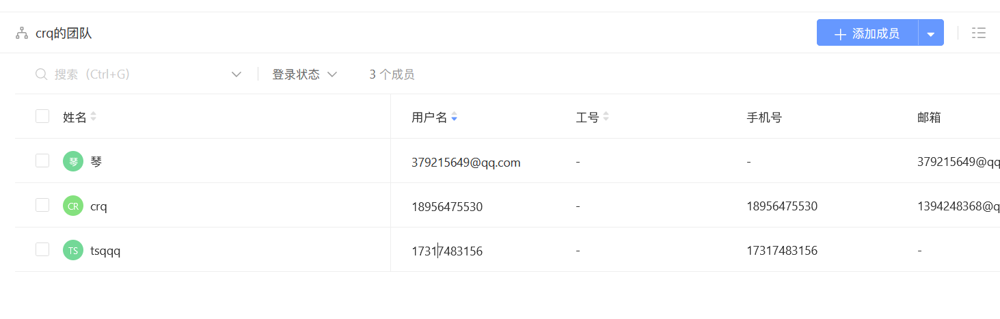 crq的团队 添加成员
搜索（Ctrl+G） 登录状态 3 个成员
姓名 用户名 工号 手机号 邮箱
琴 琴 379215649@qq.com - - 379215649@qq
CR crq 18956475530 - 18956475530 1394248368@q
TS tsqqq 17317483156 - 17317483156 -